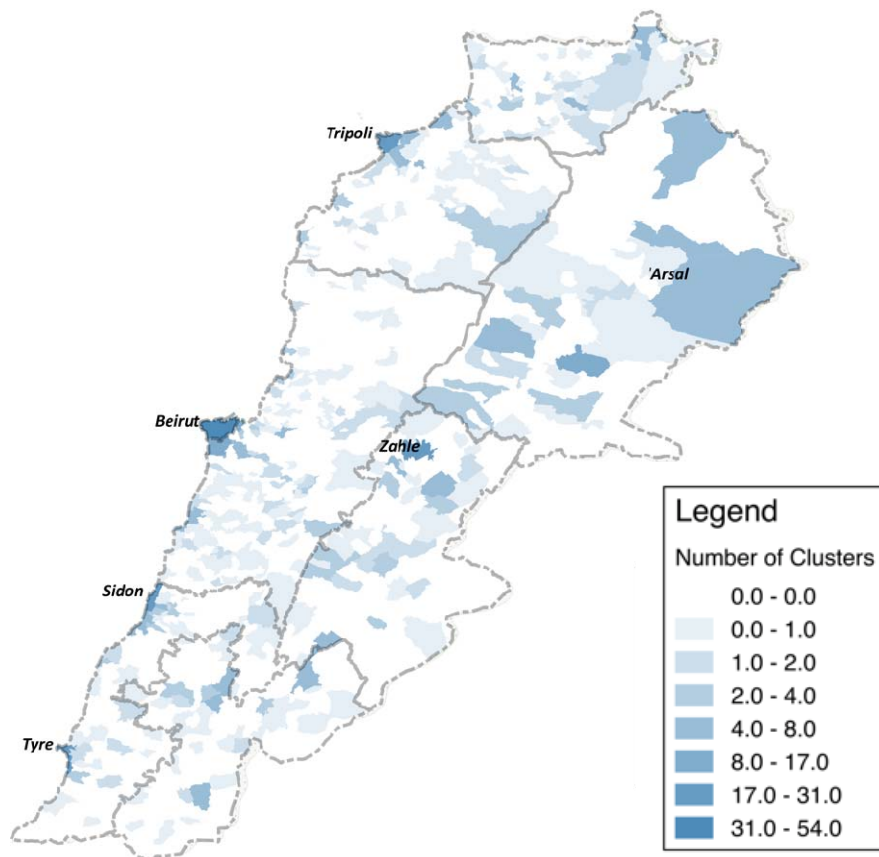 Tripoli
'Arsal
Beirut
Zahle
Sidon
Tyre
Legend
Number of Clusters
0.0 - 0.0
0.0 - 1.0
1.0 - 2.0
2.0 - 4.0
4.0 - 8.0
8.0 - 17.0
17.0 - 31.0
31.0 - 54.0